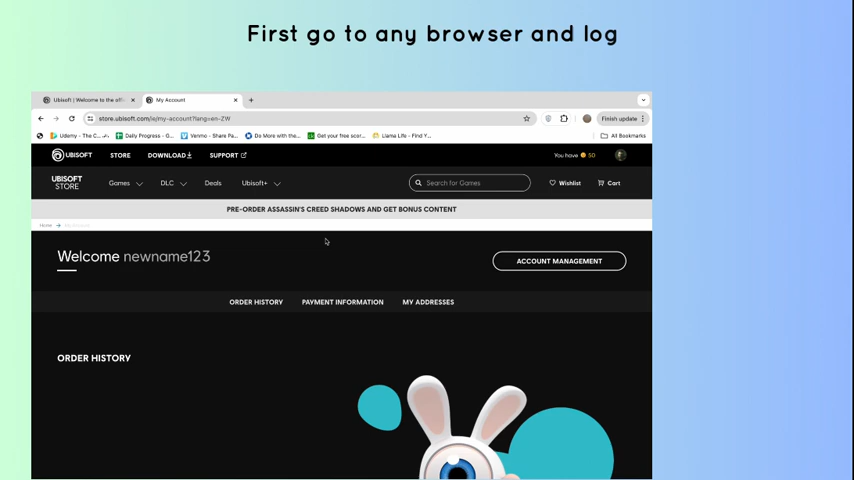 First go to any browser and log
Ubisoft | Welcome to the offi
My Account
store.ubisoft.com/ie/my-account?lang=en-ZW
Finish update
Udemy - The C...
Daily Progress - G...
Venmo - Share Pa...
Do More with the...
Get your free scor...
Llama Life - Find Y...
All Bookmarks
UBISOFT
STORE
DOWNLOAD
SUPPORT
You have 50
UBISOFT
STORE
Games
DLC
Deals
Ubisoft+
Search for Games
Wishlist
Cart
PRE-ORDER ASSASSIN'S CREED SHADOWS AND GET BONUS CONTENT
Home
Welcome newname123
ACCOUNT MANAGEMENT
ORDER HISTORY
PAYMENT INFORMATION
MY ADDRESSES
ORDER HISTORY